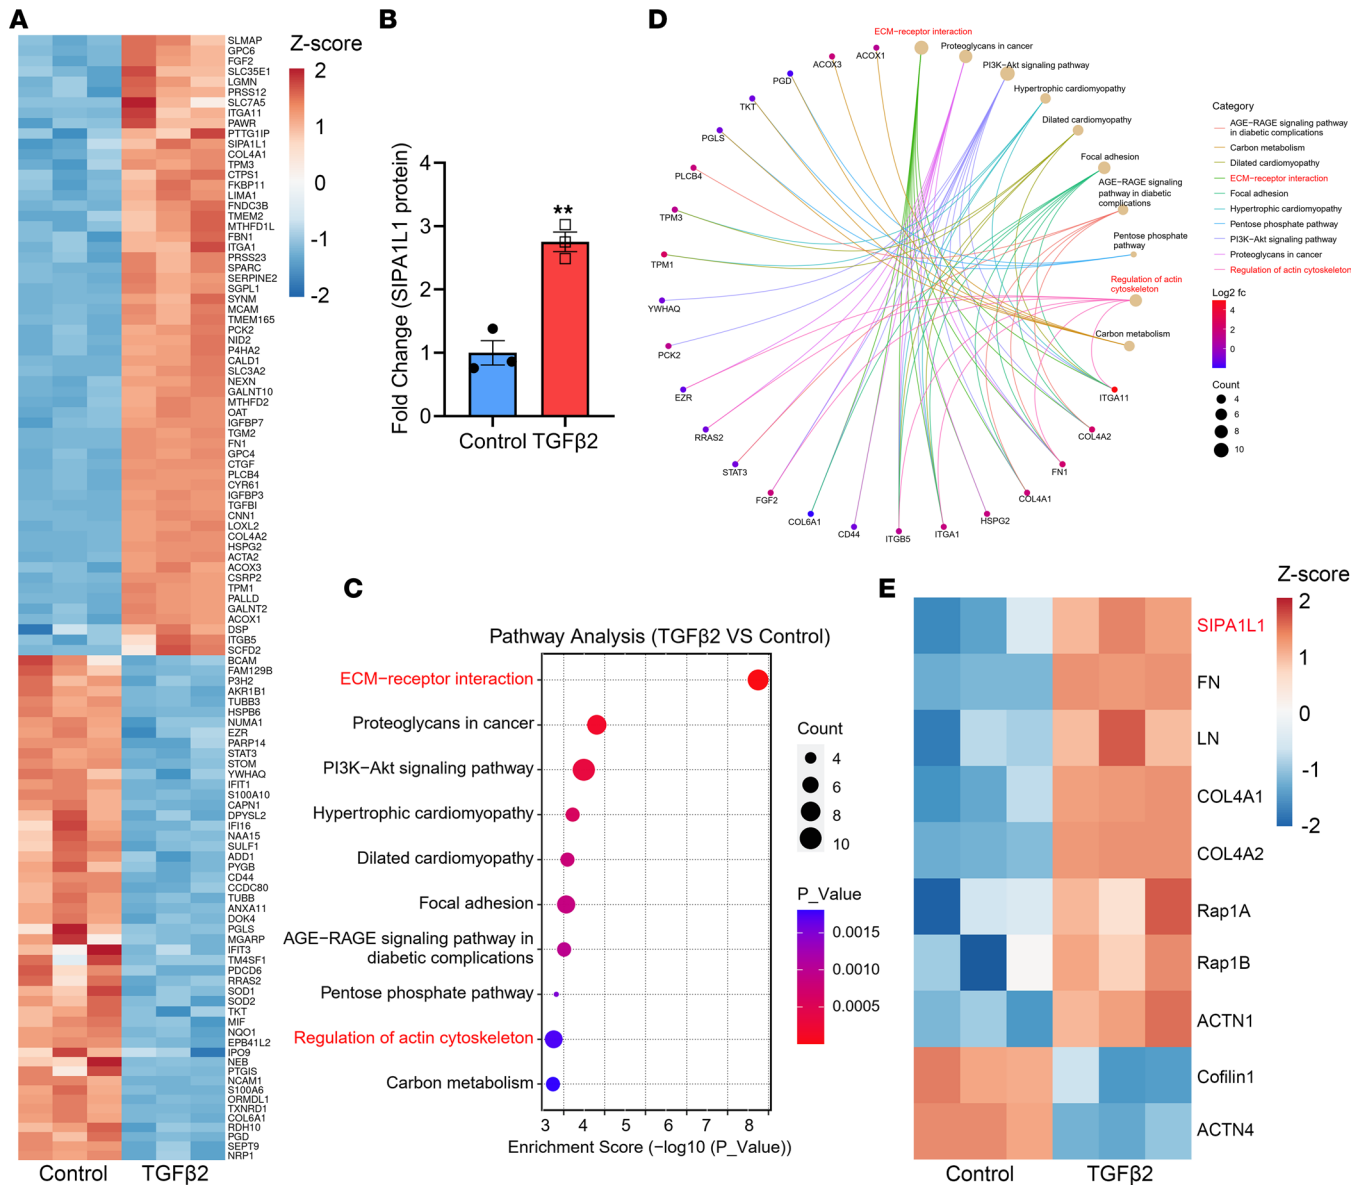 A
Z-score
2
1
0
-1
-2
SLMAP
GPC6
FGF2
SLC35E1
LGMN
PRSS12
SLC7A5
ITGA11
PAWR
PTTG1IP
SIPA1L1
COL4A1
TPM3
CTPS1
FKBP11
LIMA1
FNDC3B
TMEM2
MTHFD1L
FBN1
ITGA1
PRSS23
SPARC
SERPINE2
SGPL1
SYNM
MCAM
TMEM165
PCK2
NID2
P4HA2
CALD1
SLC3A2
NEXN
GALNT10
MTHFD2
OAT
IGFBP7
TGM2
FN1
GPC4
CTGF
PLCB4
CYR61
IGFBP3
TGFBI
CNN1
LOXL2
COL4A2
HSPG2
ACTA2
ACOX3
CSRP2
TPM1
PALLD
GALNT2
ACOX1
DSP
ITGB5
SCFD2
BCAM
FAM129B
P3H2
AKR1B1
TUBB3
HSPB6
NUMA1
EZR
PARP14
STAT3
STOM
YWHAQ
IFIT1
S100A10
CAPN1
DPYSL2
IFI16
NAA15
SULF1
ADD1
PYGB
CD44
CCDC80
TUBB
ANXA11
DOK4
PGLS
MGARP
IFIT3
TM4SF1
PDCD6
RRAS2
SOD1
SOD2
TKT
MIF
NQO1
EPB41L2
IPO9
NEB
PTGIS
NCAM1
S100A6
ORMDL1
TXNRD1
COL6A1
RDH10
PGD
SEPT9
NRP1
Control TGFβ2
B
Fold Change (SIPA1L1 protein)
4
3
2
1
0
**
Control TGFβ2
C
Pathway Analysis (TGFβ2 VS Control)
ECM−receptor interaction
Proteoglycans in cancer
PI3K−Akt signaling pathway
Hypertrophic cardiomyopathy
Dilated cardiomyopathy
Focal adhesion
AGE−RAGE signaling pathway in
diabetic complications
Pentose phosphate pathway
Regulation of actin cytoskeleton
Carbon metabolism
3 4 5 6 7 8
Enrichment Score (−log10 (P_Value))
Count
4
6
8
10
P_Value
0.0015
0.0010
0.0005
D
ECM−receptor interaction
Proteoglycans in cancer
PI3K−Akt signaling pathway
Hypertrophic cardiomyopathy
Dilated cardiomyopathy
Focal adhesion
AGE−RAGE signaling
pathway in diabetic
complications
Pentose phosphate
pathway
Regulation of actin
cytoskeleton
Carbon metabolism
ITGA11
COL4A2
FN1
COL4A1
HSPG2
ITGA1
ITGB5
CD44
COL6A1
FGF2
STAT3
RRAS2
EZR
PCK2
YWHAQ
TPM1
TPM3
PLCB4
PGLS
TKT
PGD
ACOX3
ACOX1
Category
AGE−RAGE signaling pathway
in diabetic complications
Carbon metabolism
Dilated cardiomyopathy
ECM−receptor interaction
Focal adhesion
Hypertrophic cardiomyopathy
Pentose phosphate pathway
PI3K−Akt signaling pathway
Proteoglycans in cancer
Regulation of actin cytoskeleton
Log2 fc
4
2
0
Count
4
6
8
10
E
Z-score
2
1
0
-1
-2
SIPA1L1
FN
LN
COL4A1
COL4A2
Rap1A
Rap1B
ACTN1
Cofilin1
ACTN4
Control TGFβ2